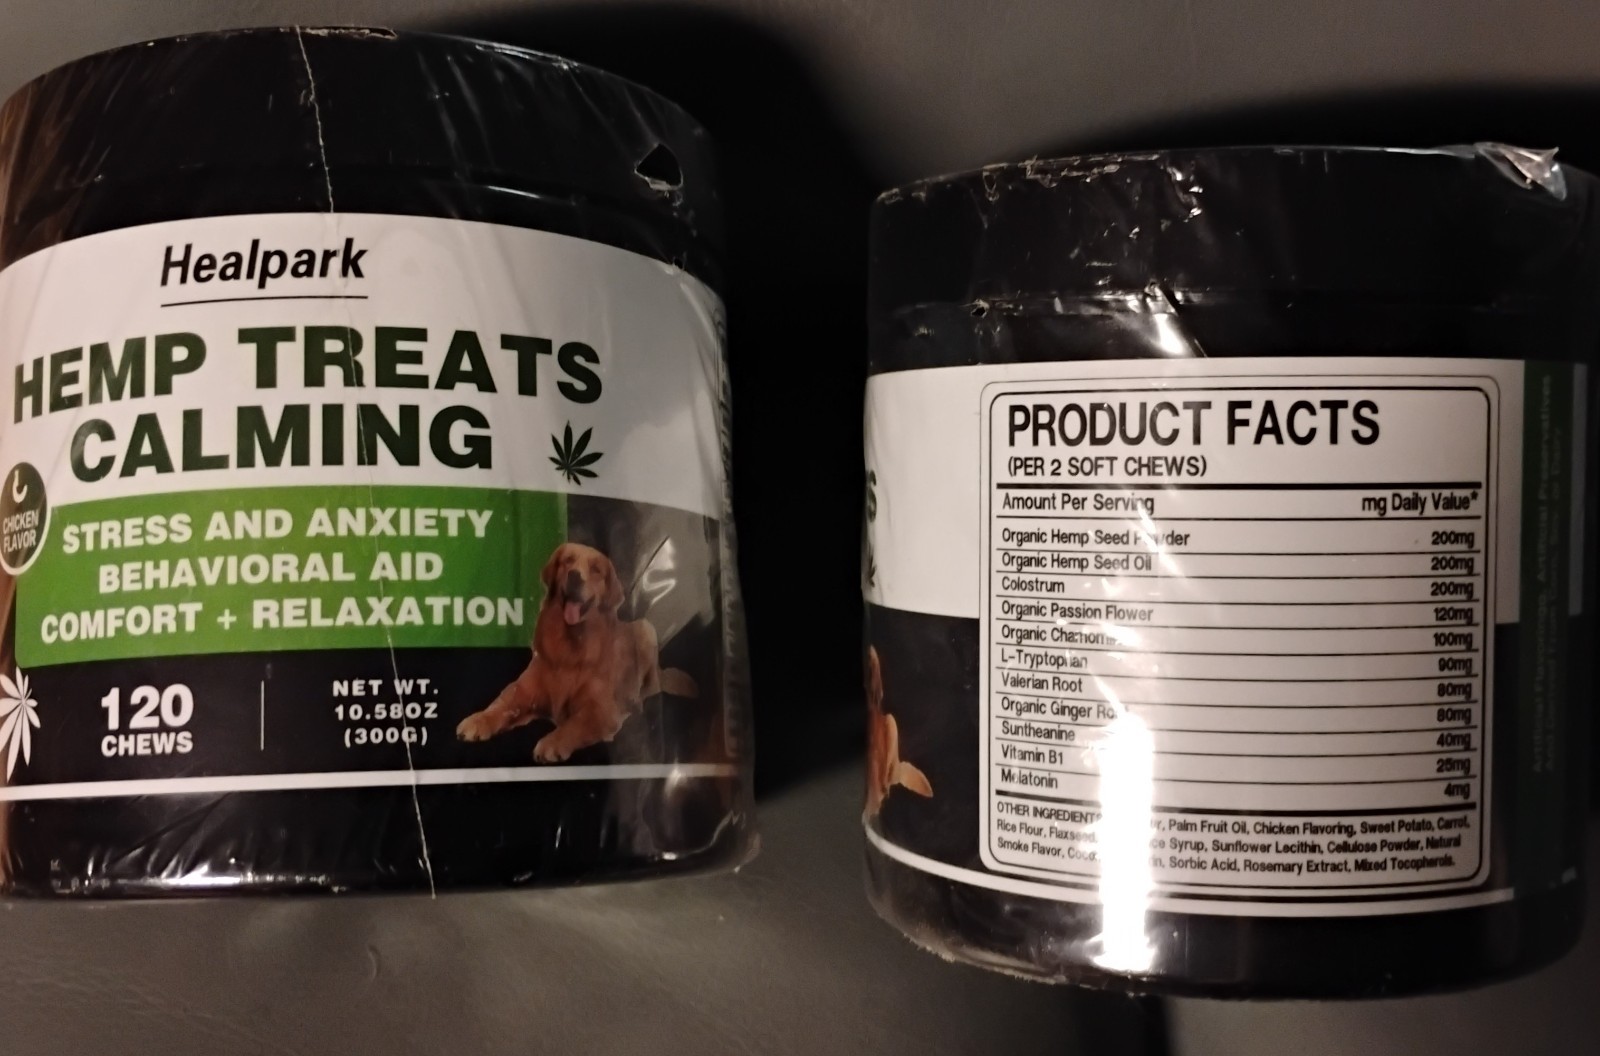 Healpark
HEMP TREATS
CALMING
CHICKEN
FLAVOR
STRESS AND ANXIETY
BEHAVIORAL AID
COMFORT + RELAXATION
120
CHEWS
NET WT.
10.58OZ
(300G)
S
PRODUCT FACTS
(PER 2 SOFT CHEWS)
Amount Per Serving mg Daily Value*
Organic Hemp Seed 200mg
Organic Hemp Seed Oil 200mg
Colostrum 200mg
Organic Passion Flower 120mg
Organic 100mg
L-Tryptophan 90mg
Valerian Root 80mg
Organic Ginger 80mg
Suntheanine 40mg
Vitamin B1 25mg
Melatonin 4mg
OTHER INGREDIENTS Palm Fruit Oil, Chicken Flavoring, Sweet Potato, Carrot,
Rice Flour, Flaxseed, Syrup, Sunflower Lecithin, Cellulose Powder, Natural
Smoke Flavor, Sorbic Acid, Rosemary Extract, Mixed Tocopherols.